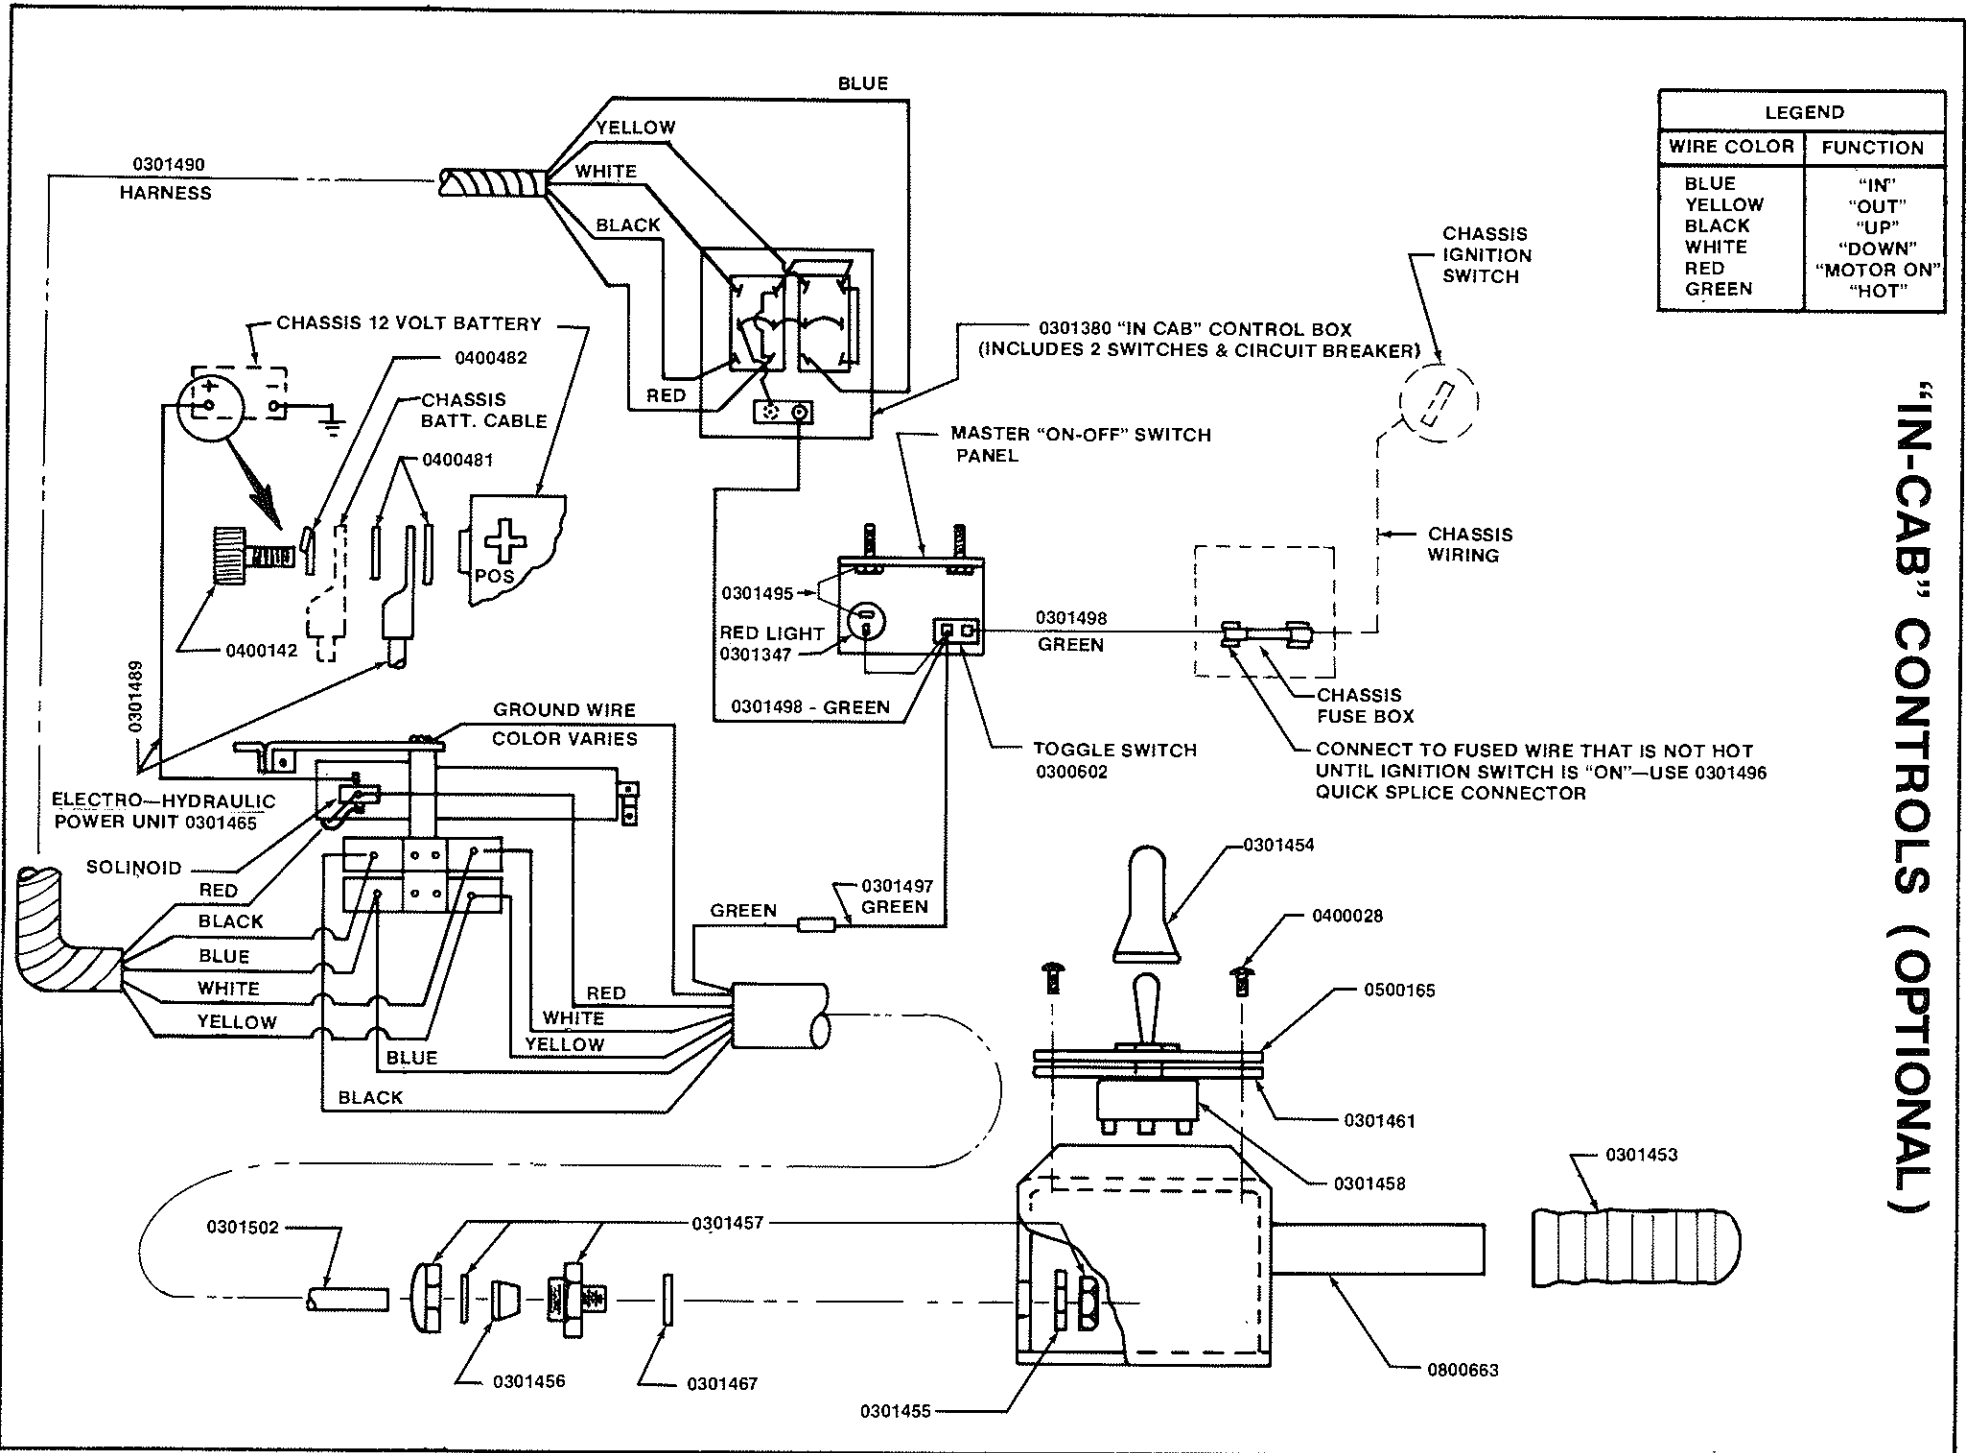 "IN-CAB" CONTROLS (OPTIONAL)
LEGEND
WIRE COLOR FUNCTION
BLUE "IN"
YELLOW "OUT"
BLACK "UP"
WHITE "DOWN"
RED "MOTOR ON"
GREEN "HOT"
BLUE
YELLOW
WHITE
BLACK
RED
0301490
HARNESS
CHASSIS
IGNITION
SWITCH
CHASSIS 12 VOLT BATTERY
0400482
+ -
CHASSIS
BATT. CABLE
0400481
0301380 "IN CAB" CONTROL BOX
(INCLUDES 2 SWITCHES & CIRCUIT BREAKER)
MASTER "ON-OFF" SWITCH
PANEL
CHASSIS
WIRING
POS
0400142
0301489
0301495
RED LIGHT
0301347
0301498
GREEN
0301498 - GREEN
CHASSIS
FUSE BOX
GROUND WIRE
COLOR VARIES
TOGGLE SWITCH
0300602
CONNECT TO FUSED WIRE THAT IS NOT HOT
UNTIL IGNITION SWITCH IS "ON"—USE 0301496
QUICK SPLICE CONNECTOR
ELECTRO—HYDRAULIC
POWER UNIT 0301465
SOLINOID
RED
BLACK
BLUE
WHITE
YELLOW
GREEN
0301497
GREEN
RED
WHITE
YELLOW
BLUE
BLACK
0301454
0400028
0500165
0301461
0301458
0301453
0301502
0301457
0301456
0301467
0301455
0800663